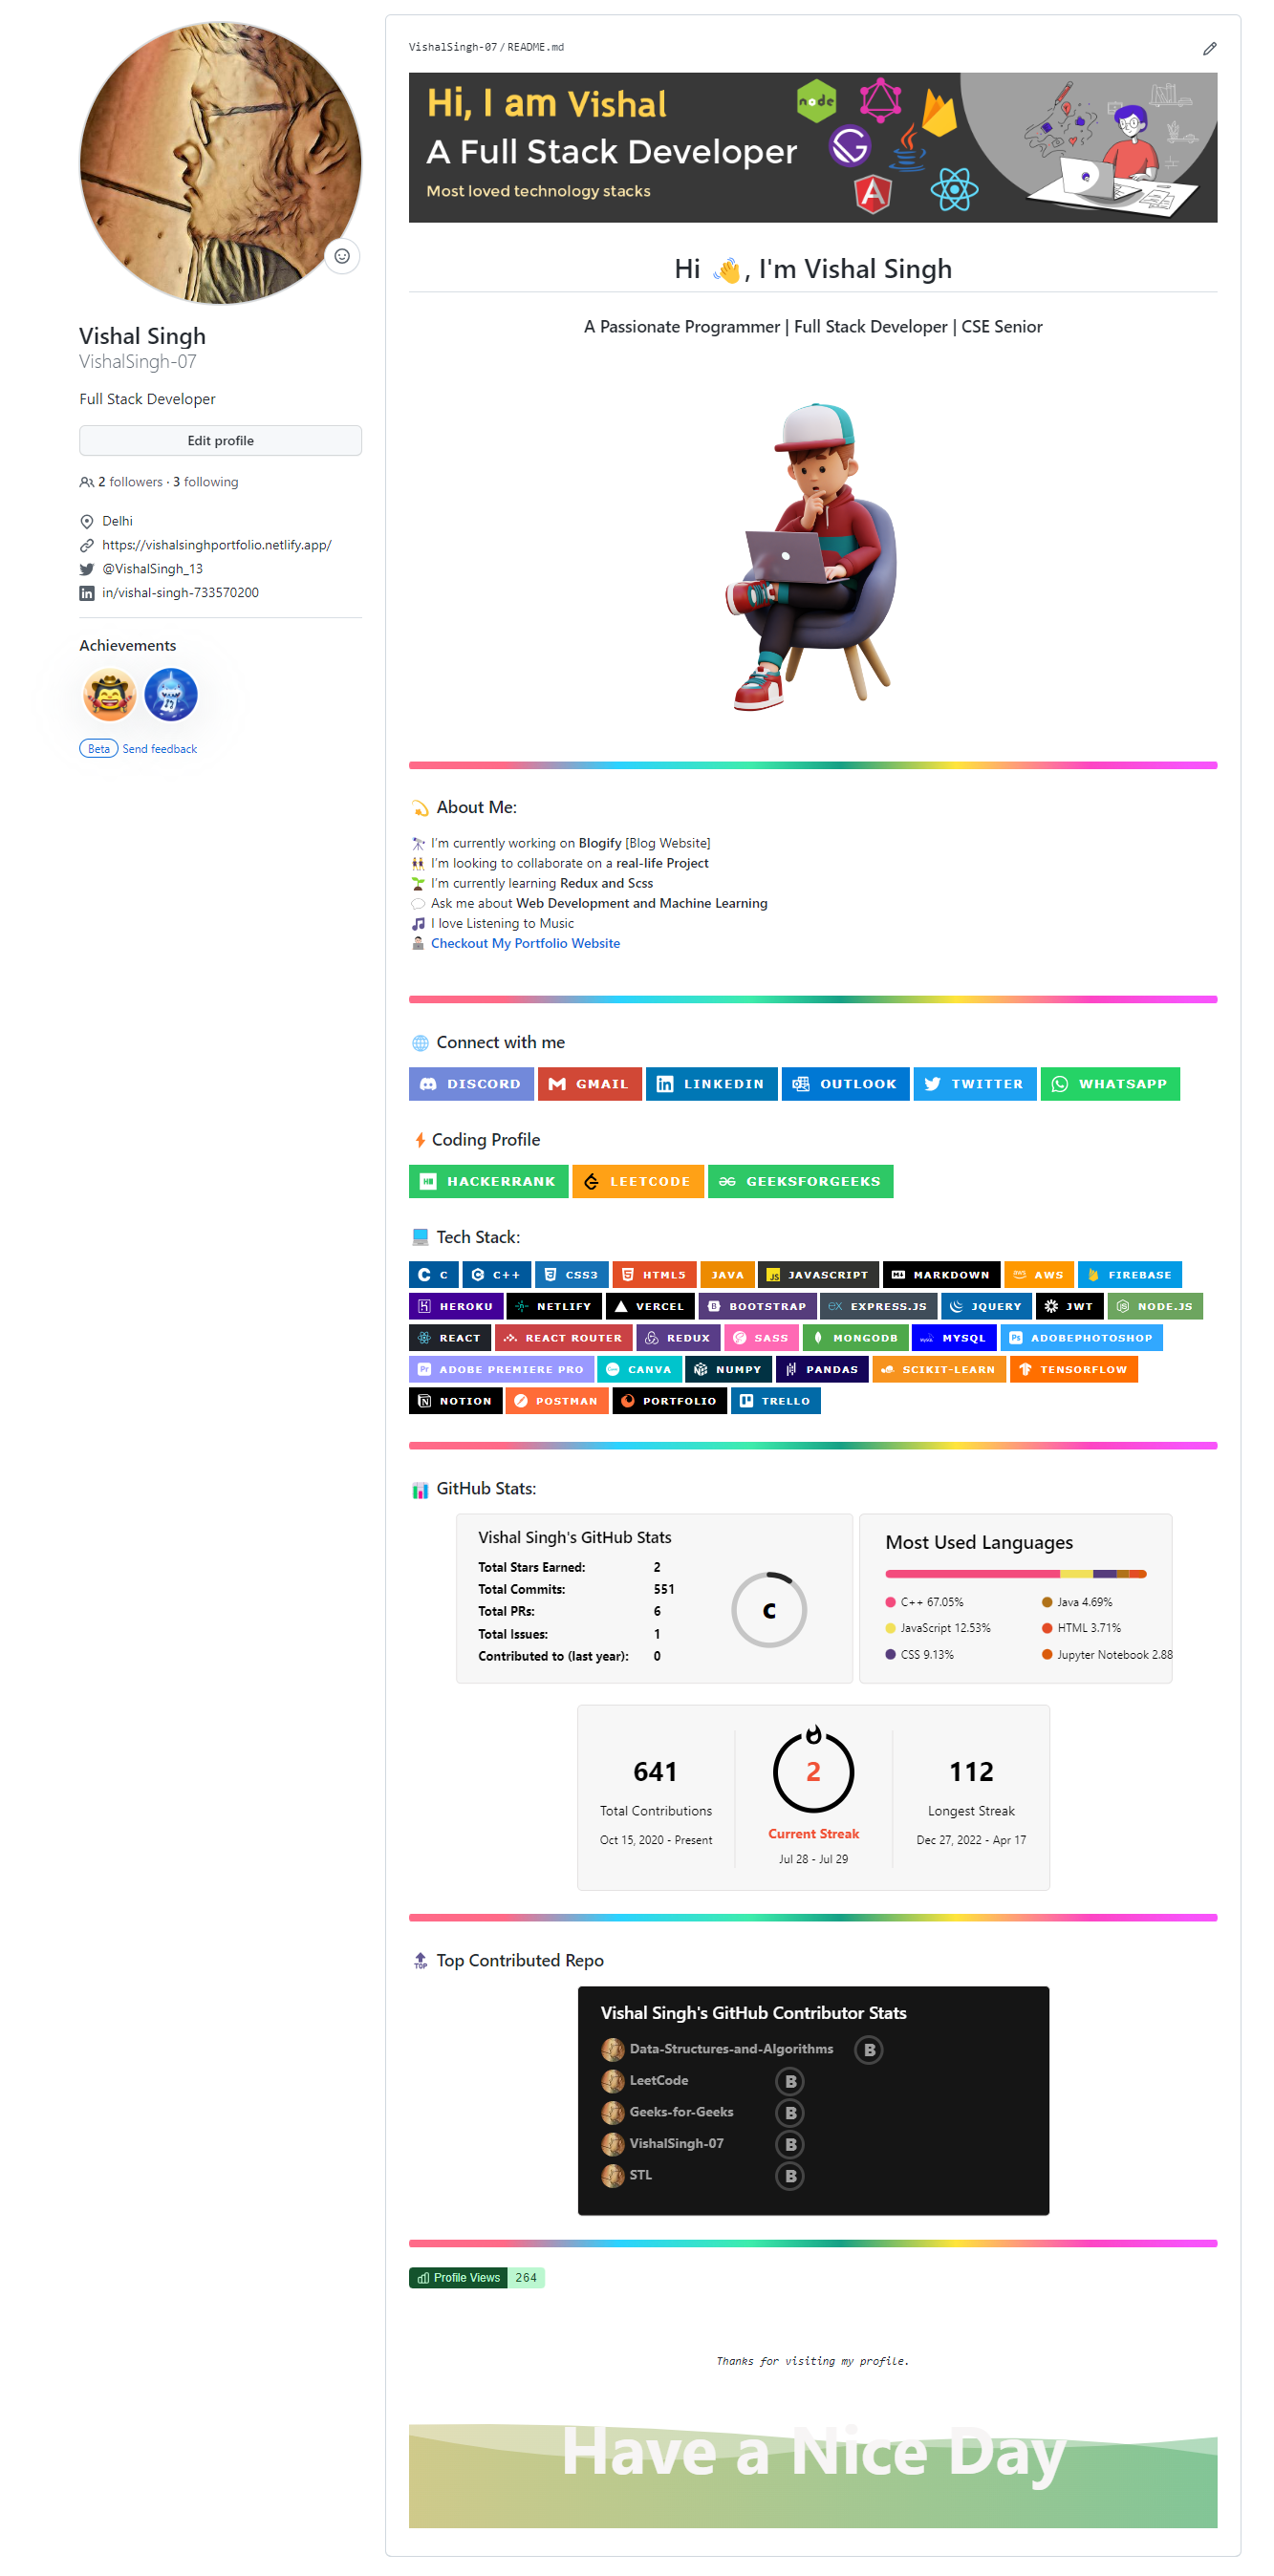 Vishal Singh
VishalSingh-07
Full Stack Developer
Edit profile
2 followers · 3 following
Delhi
https://vishalsinghportfolio.netlify.app/
@VishalSingh_13
in/vishal-singh-733570200
Achievements
Beta Send feedback
VishalSingh-07 / README.md
Hi, I am Vishal
A Full Stack Developer
Most loved technology stacks
node
Hi 👋, I'm Vishal Singh
A Passionate Programmer | Full Stack Developer | CSE Senior
💫 About Me:
🔭 I'm currently working on Blogify [Blog Website]
👯 I'm looking to collaborate on a real-life Project
🌱 I'm currently learning Redux and Scss
💬 Ask me about Web Development and Machine Learning
🎵 I love Listening to Music
Checkout My Portfolio Website
🌐 Connect with me
DISCORD GMAIL LINKEDIN OUTLOOK TWITTER WHATSAPP
⚡ Coding Profile
HACKERRANK LEETCODE GEEKSFORGEEKS
💻 Tech Stack:
C C++ CSS3 HTML5 JAVA JAVASCRIPT MARKDOWN AWS FIREBASE
HEROKU NETLIFY VERCEL BOOTSTRAP EXPRESS.JS JQUERY JWT NODE.JS
REACT REACT ROUTER REDUX SASS MONGODB MYSQL ADOBEPHOTOSHOP
ADOBE PREMIERE PRO CANVA NUMPY PANDAS SCIKIT-LEARN TENSORFLOW
NOTION POSTMAN PORTFOLIO TRELLO
📊 GitHub Stats:
Vishal Singh's GitHub Stats
Total Stars Earned: 2
Total Commits: 551
Total PRs: 6
Total Issues: 1
Contributed to (last year): 0
C
Most Used Languages
C++ 67.05%
JavaScript 12.53%
CSS 9.13%
Java 4.69%
HTML 3.71%
Jupyter Notebook 2.88
641
Total Contributions
Oct 15, 2020 - Present
2
Current Streak
Jul 28 - Jul 29
112
Longest Streak
Dec 27, 2022 - Apr 17
🔝 Top Contributed Repo
Vishal Singh's GitHub Contributor Stats
Data-Structures-and-Algorithms B
LeetCode B
Geeks-for-Geeks B
VishalSingh-07 B
STL B
Profile Views 264
Thanks for visiting my profile.
Have a Nice Day